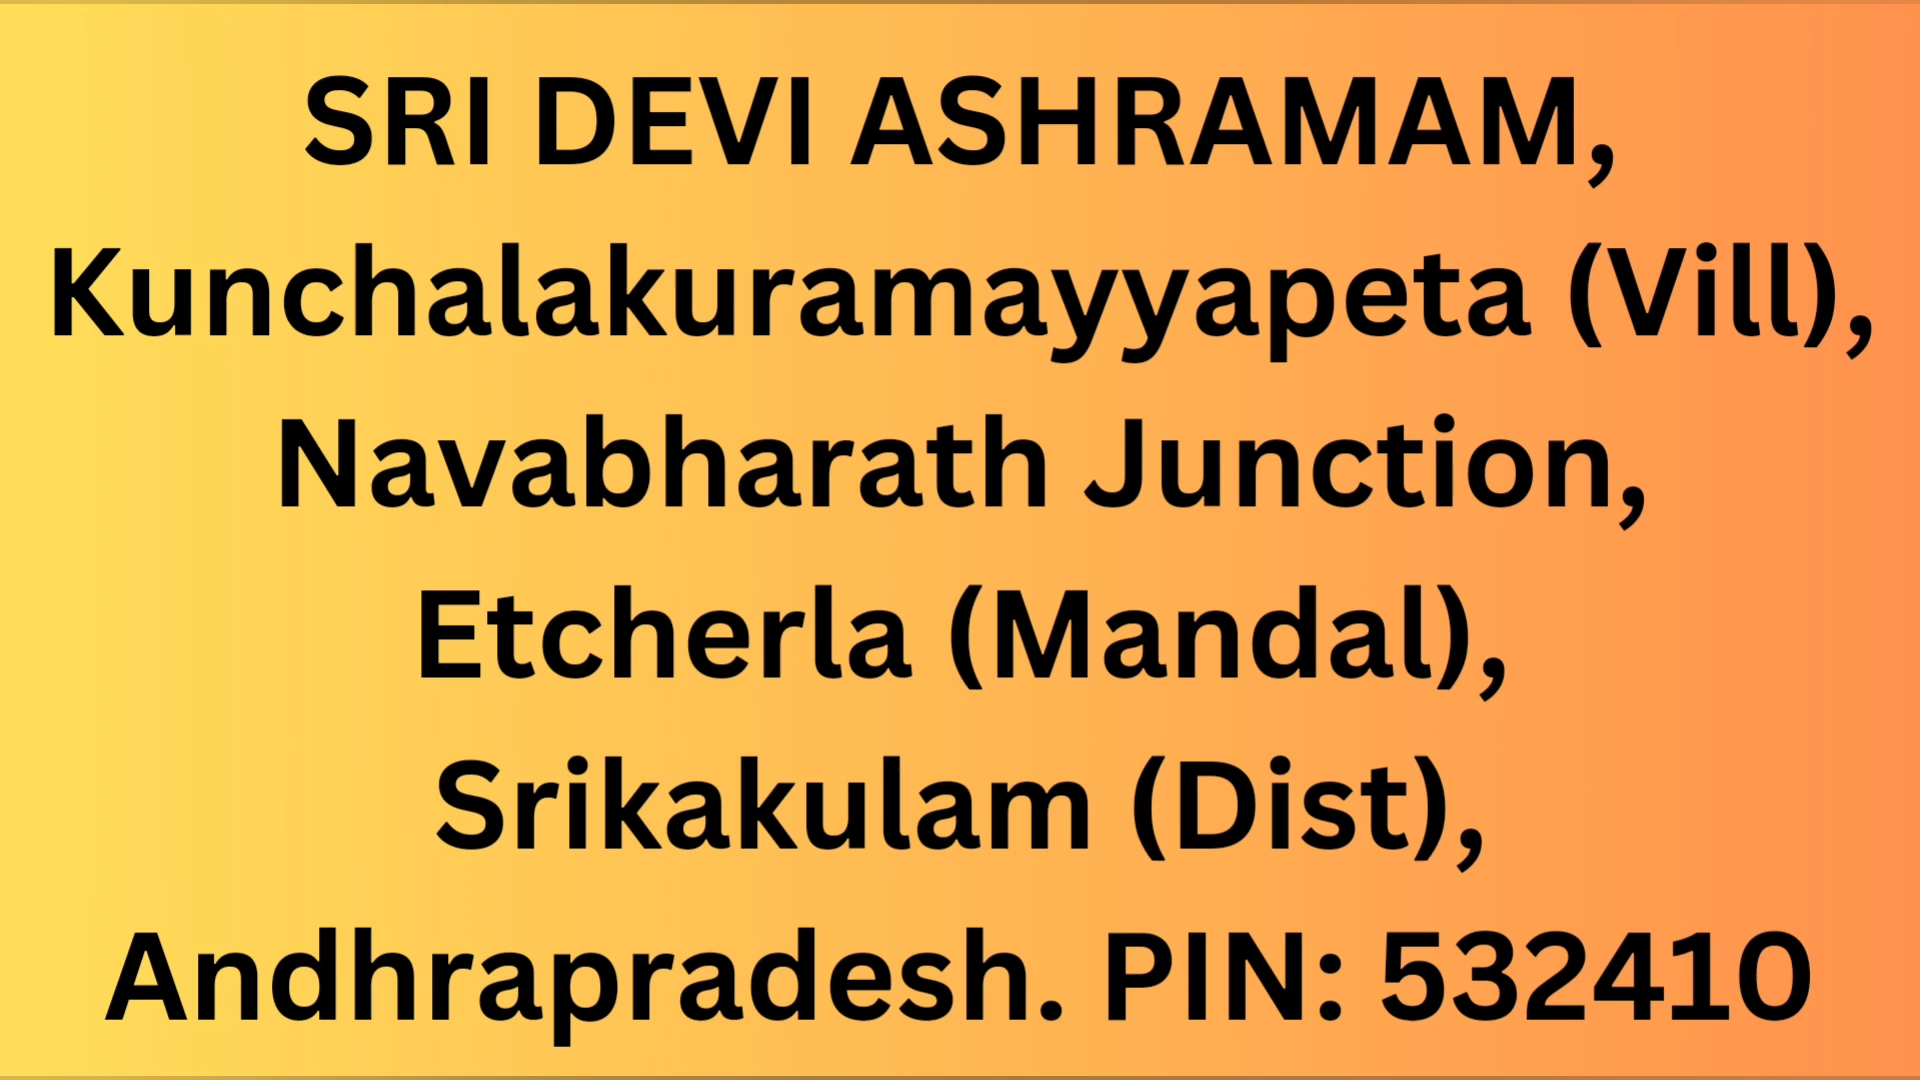 SRI DEVI ASHRAMAM,
Kunchalakuramayyapeta (Vill),
Navabharath Junction,
Etcherla (Mandal),
Srikakulam (Dist),
Andhrapradesh. PIN: 532410